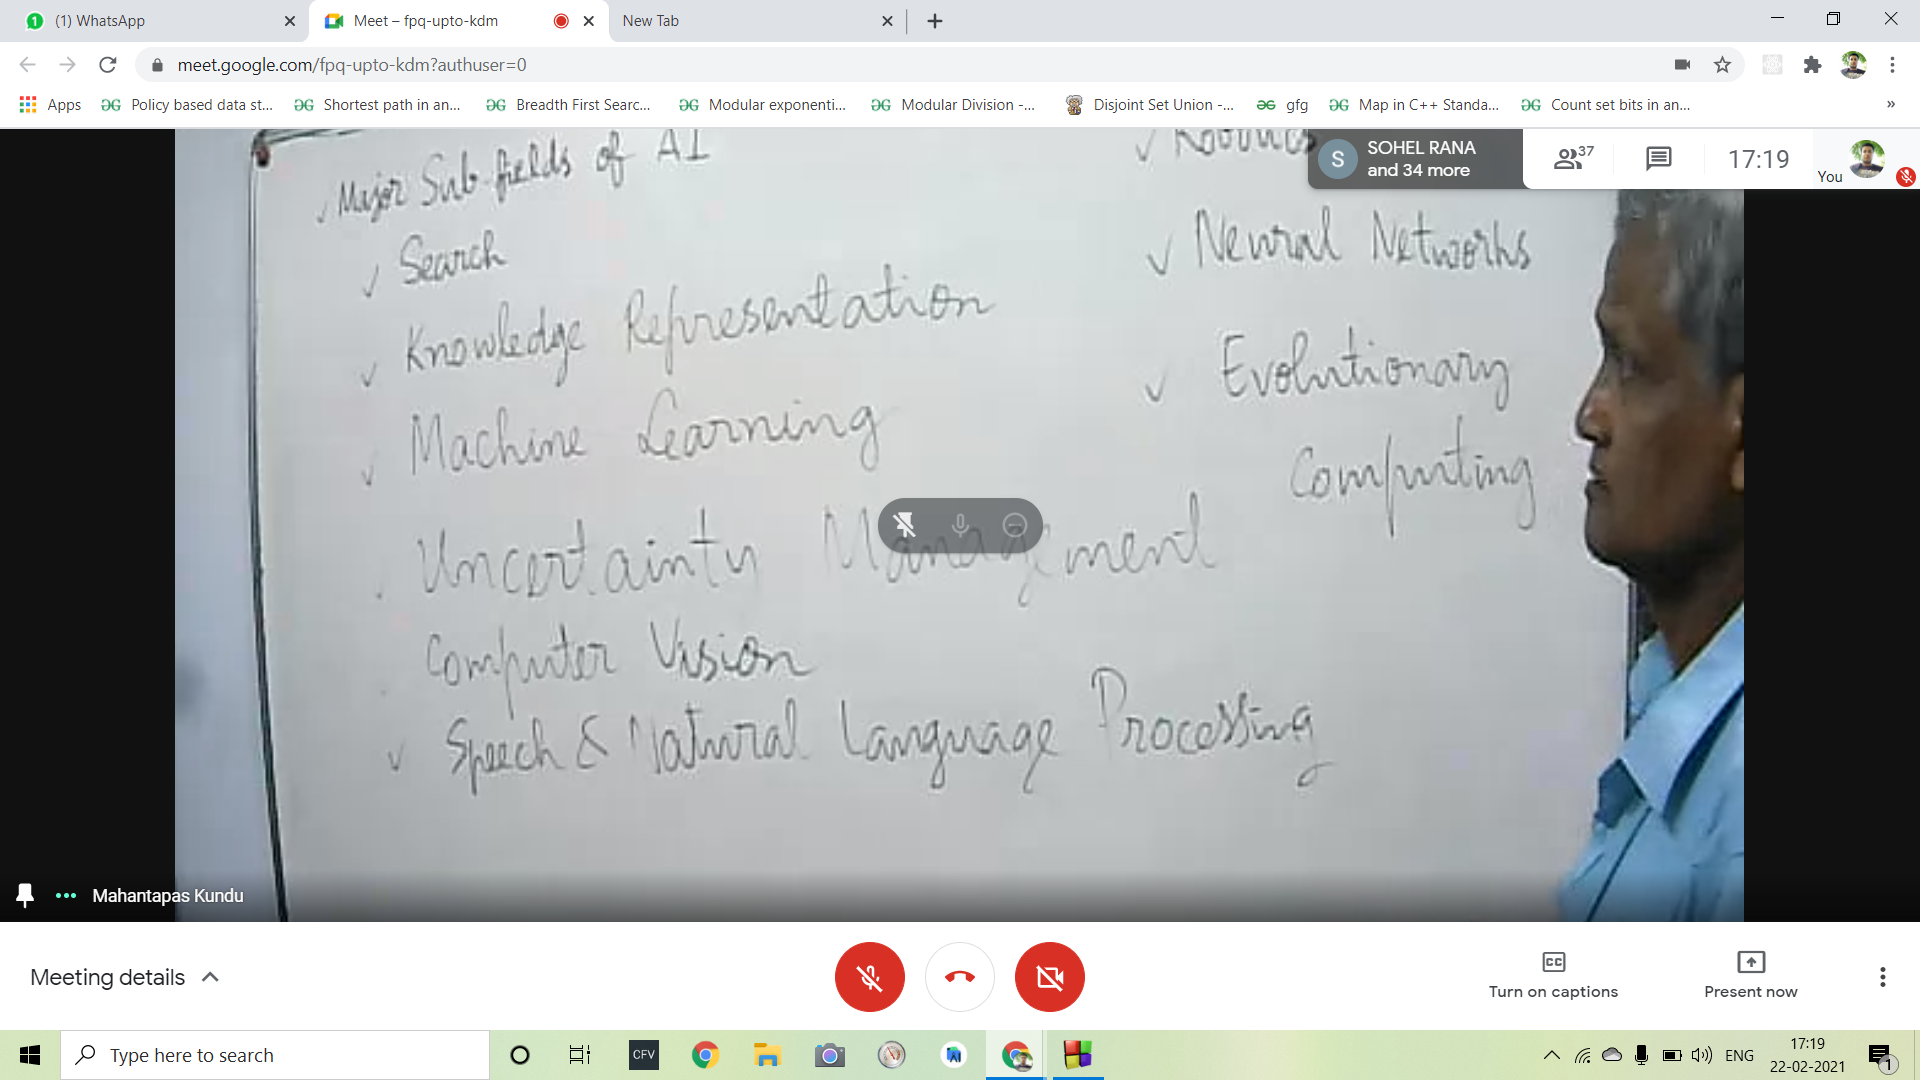 (1) WhatsApp
Meet – fpq-upto-kdm
New Tab
meet.google.com/fpq-upto-kdm?authuser=0
Apps
Policy based data st...
Shortest path in an...
Breadth First Searc...
Modular exponenti...
Modular Division -...
Disjoint Set Union -...
gfg
Map in C++ Standa...
Count set bits in an...
»
S
SOHEL RANA
and 34 more
37
17:19
You
Major Sub-fields of AI
Search
Knowledge Representation
Machine Learning
Uncertainty Management
Computer Vision
Speech & Natural Language Processing
Robotics
Neural Networks
Evolutionary
Computing
Mahantapas Kundu
Meeting details
CC
Turn on captions
Present now
Type here to search
CFV
ENG
17:19
22-02-2021
1